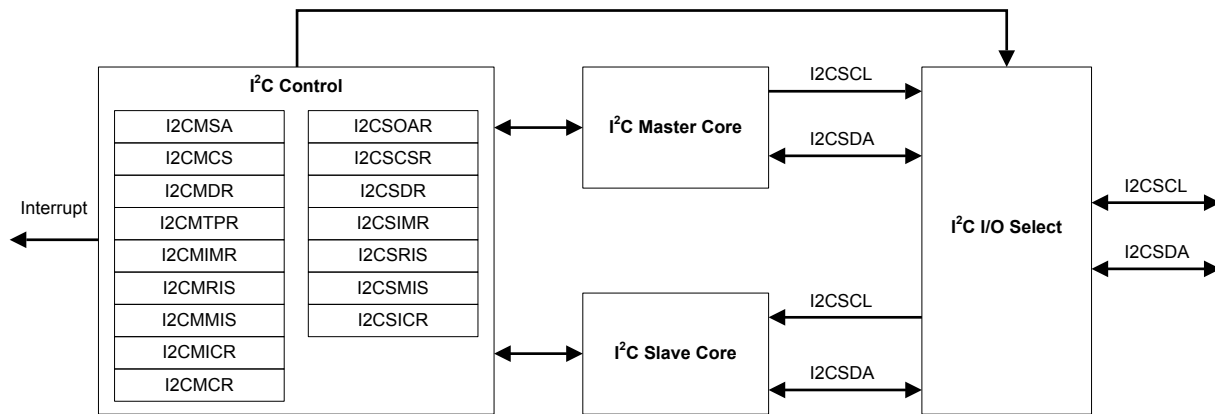 I²C Control
I2CMSA
I2CMCS
I2CMDR
I2CMTPR
I2CMIMR
I2CMRIS
I2CMMIS
I2CMICR
I2CMCR
I2CSOAR
I2CSCSR
I2CSDR
I2CSIMR
I2CSRIS
I2CSMIS
I2CSICR
Interrupt
I²C Master Core
I2CSCL
I2CSDA
I²C Slave Core
I2CSCL
I2CSDA
I²C I/O Select
I2CSCL
I2CSDA